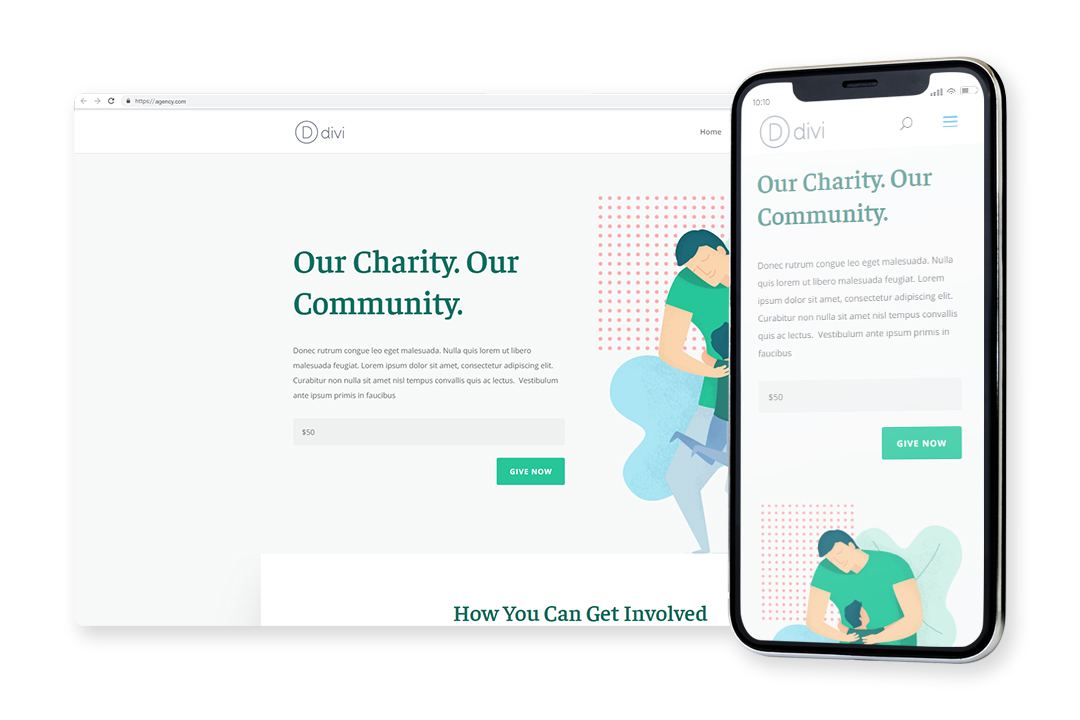 https://agency.com
D divi
Home
Our Charity. Our
Community.
Donec rutrum congue leo eget malesuada. Nulla quis lorem ut libero
malesuada feugiat. Lorem ipsum dolor sit amet, consectetur adipiscing elit.
Curabitur non nulla sit amet nisl tempus convallis quis ac lectus. Vestibulum
ante ipsum primis in faucibus
$50
GIVE NOW
How You Can Get Involved
10:10
D divi
Our Charity. Our
Community.
Donec rutrum congue leo eget malesuada. Nulla
quis lorem ut libero malesuada feugiat. Lorem
ipsum dolor sit amet, consectetur adipiscing elit.
Curabitur non nulla sit amet nisl tempus convallis
quis ac lectus. Vestibulum ante ipsum primis in
faucibus
$50
GIVE NOW